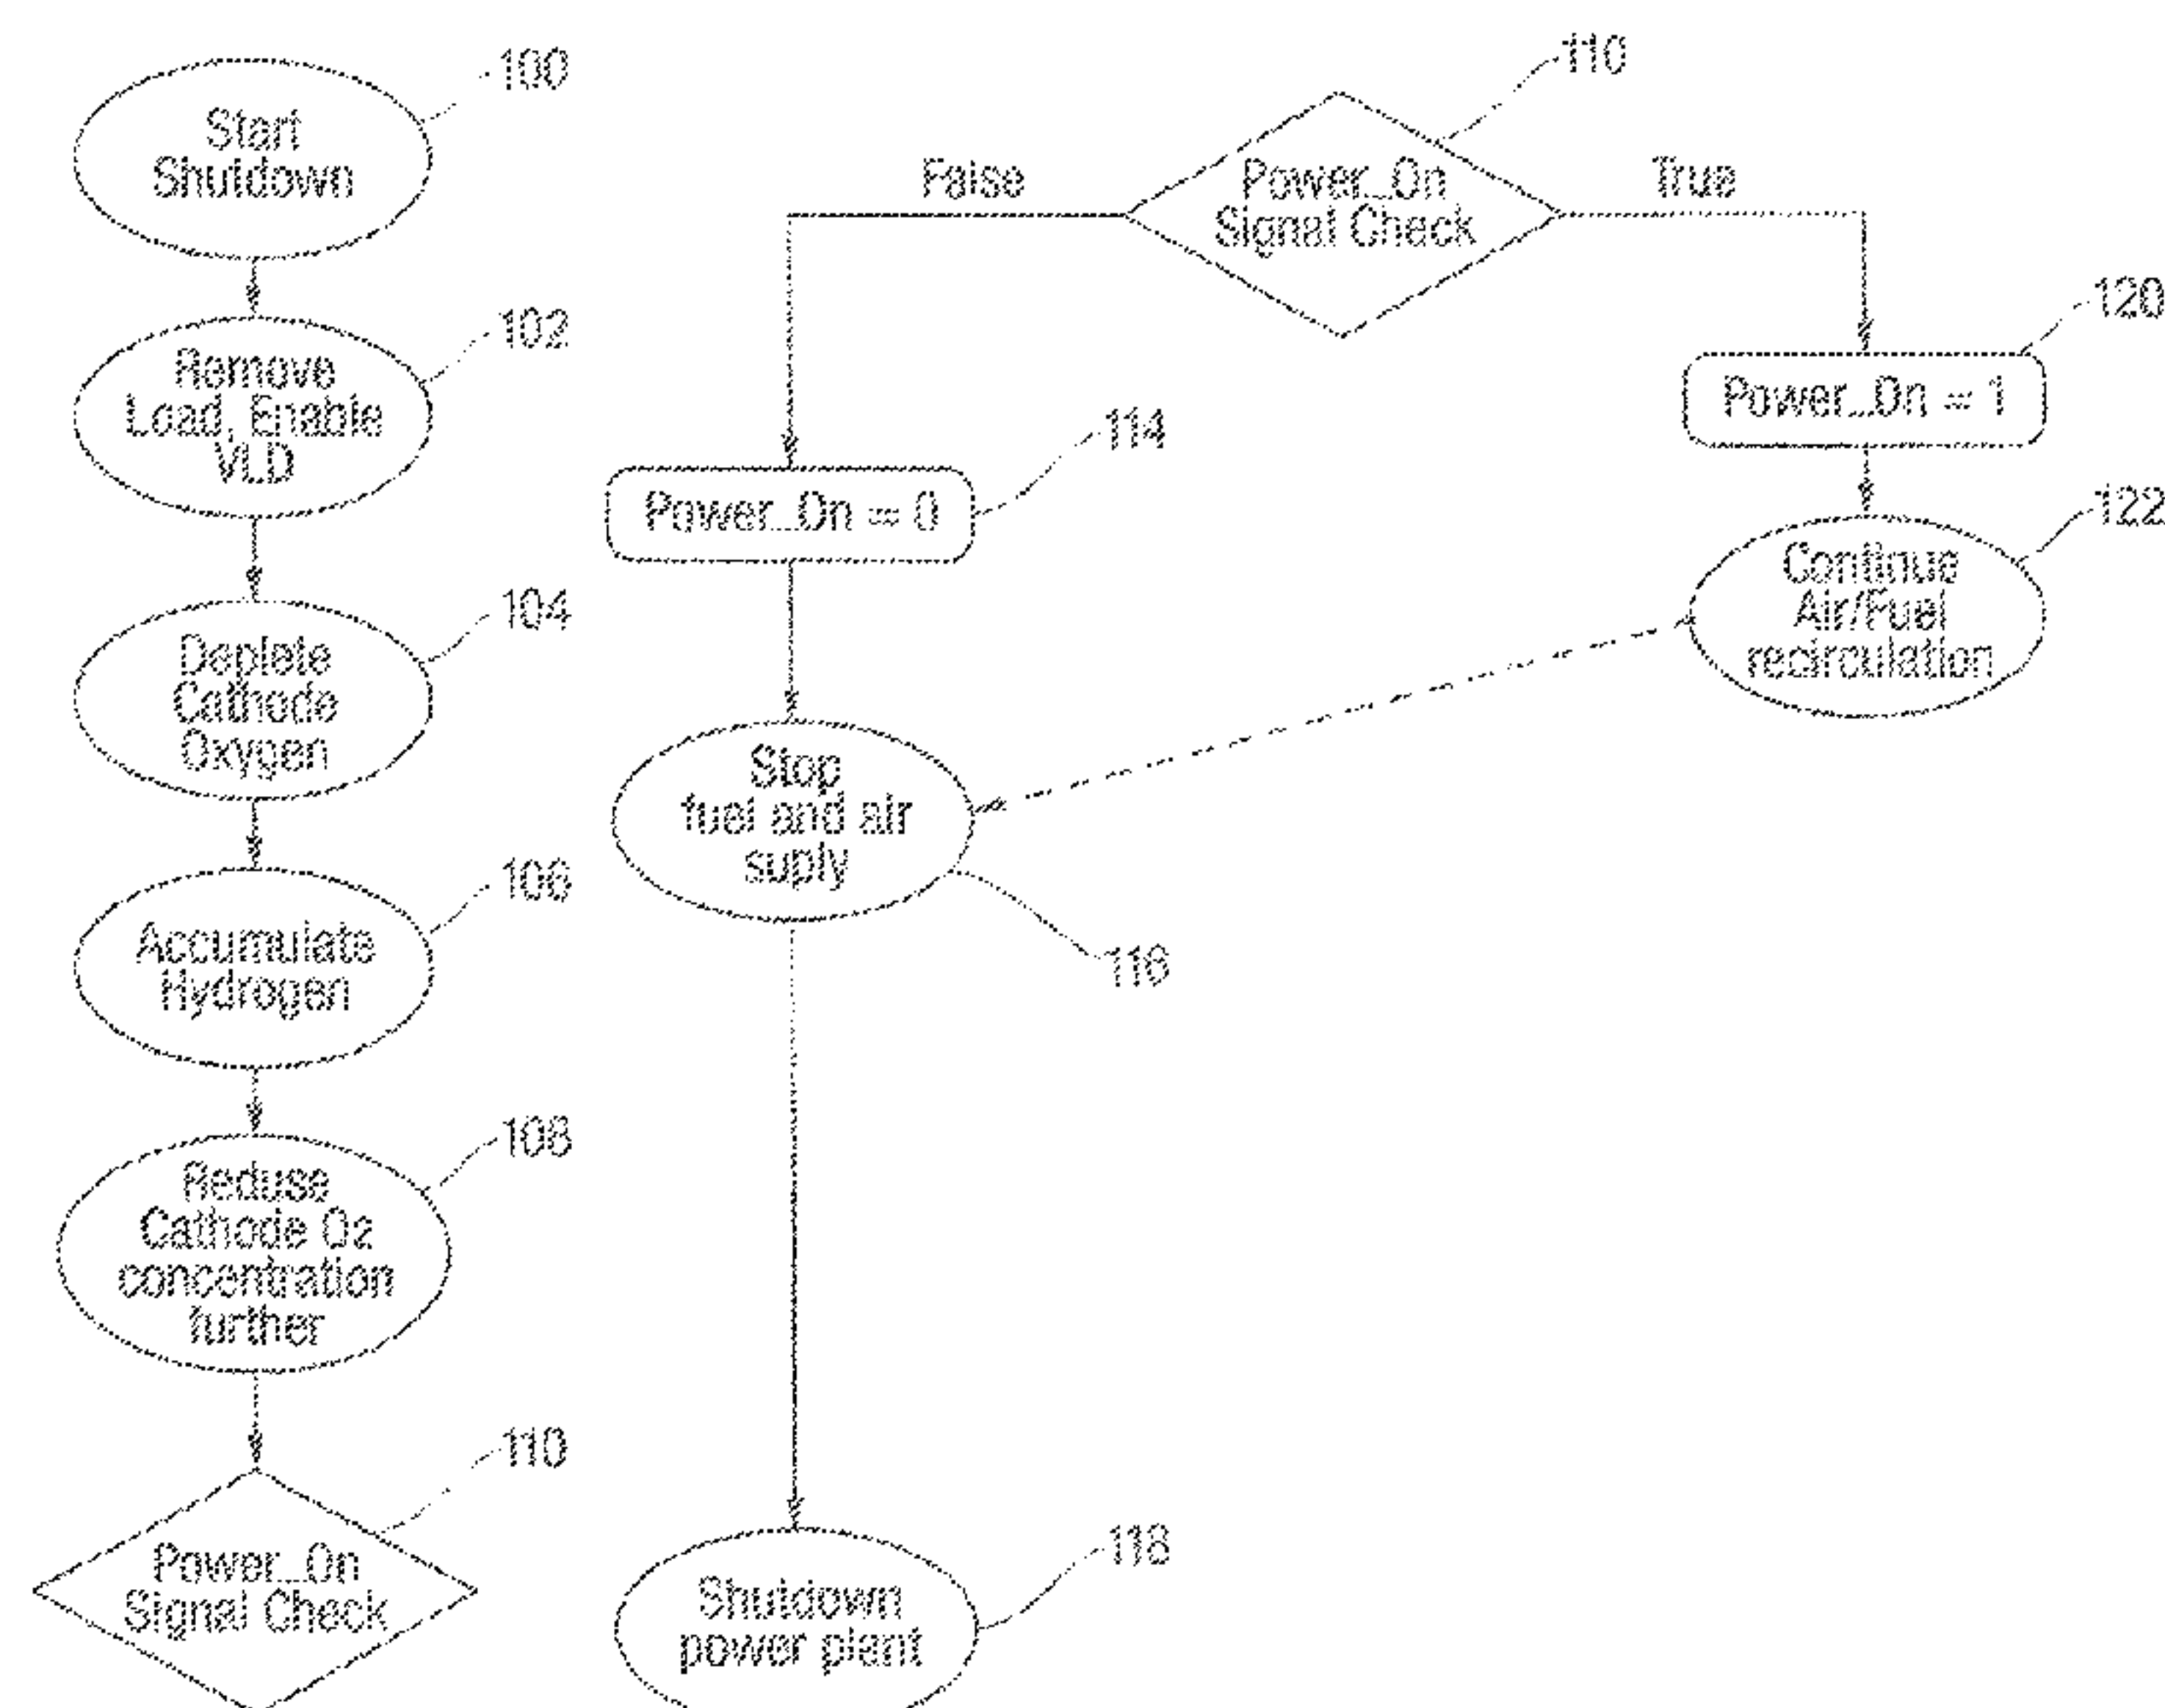 100
Start
Shutdown
102
Remove
Load, Enable
VLD
104
Deplete
Cathode
Oxygen
106
Accumulate
Hydrogen
108
Reduse
Cathode O2
concentration
further
110
Power_On
Signal Check
110
Power_On
Signal Check
False
True
114
Power_On = 0
116
Stop
fuel and air
suply
118
Shutdown
power plant
120
Power_On = 1
122
Continue
Air/Fuel
recirculation